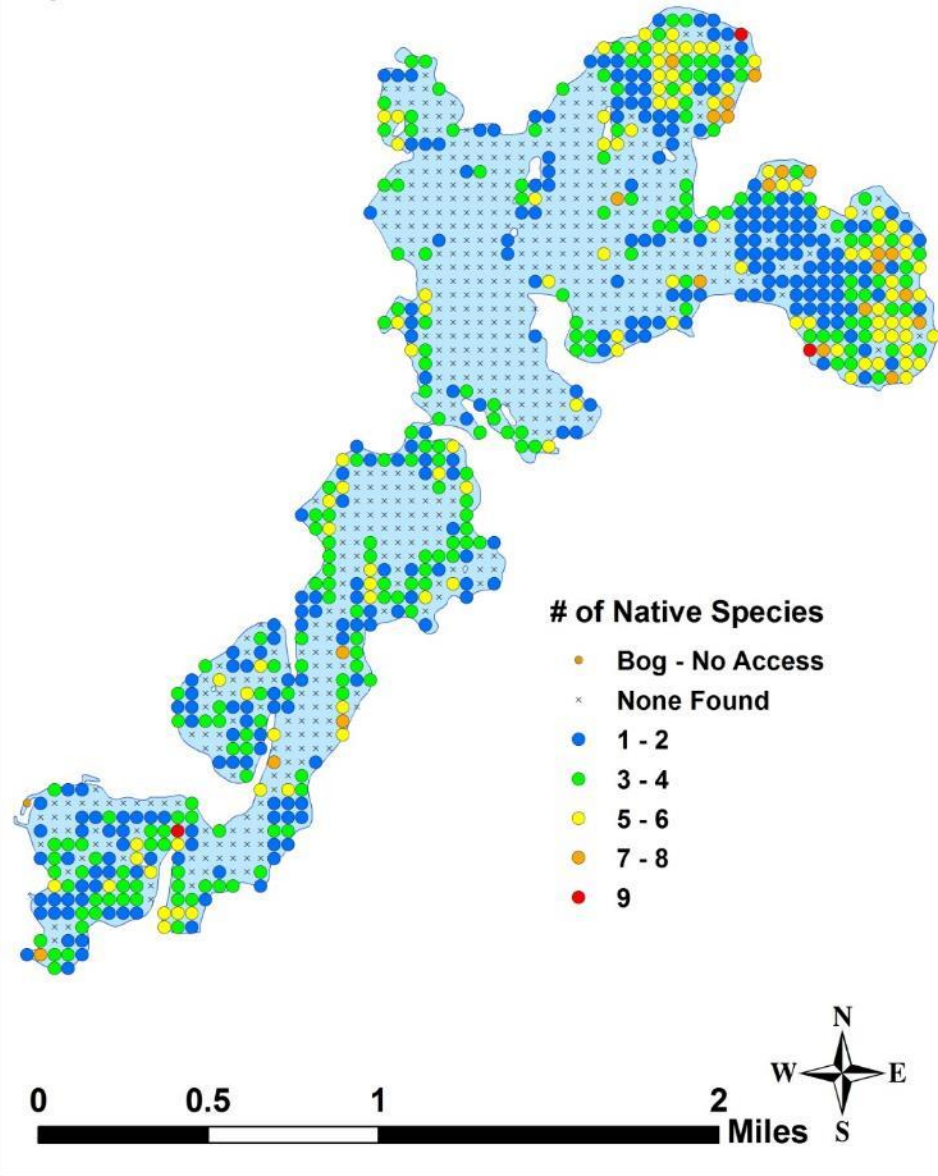 # of Native Species
Bog - No Access
None Found
1 - 2
3 - 4
5 - 6
7 - 8
9
N
W E
S
0 0.5 1 2
Miles